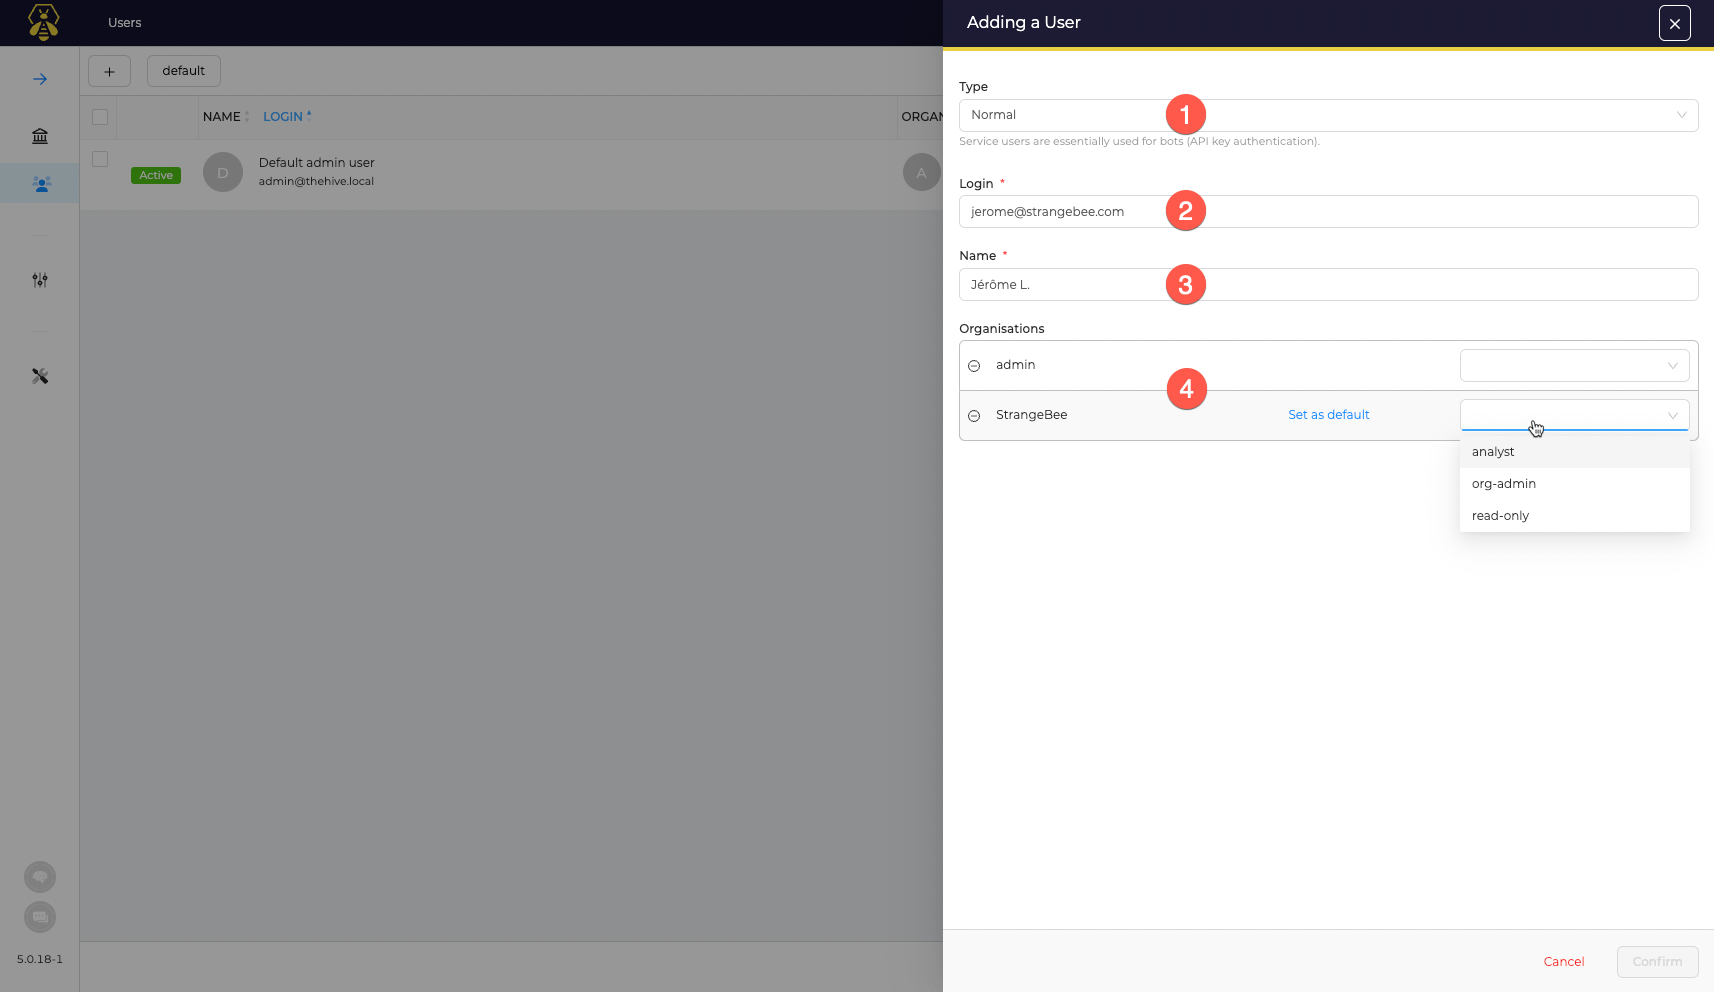 Users
Adding a User
+ default
NAME LOGIN ORGAN
Active
D
Default admin user
admin@thehive.local
A
Type
Normal
1
Service users are essentially used for bots (API key authentication).
Login *
jerome@strangebee.com
2
Name *
Jérôme L.
3
Organisations
admin
4
StrangeBee
Set as default
analyst
org-admin
read-only
5.0.18-1
Cancel
Confirm